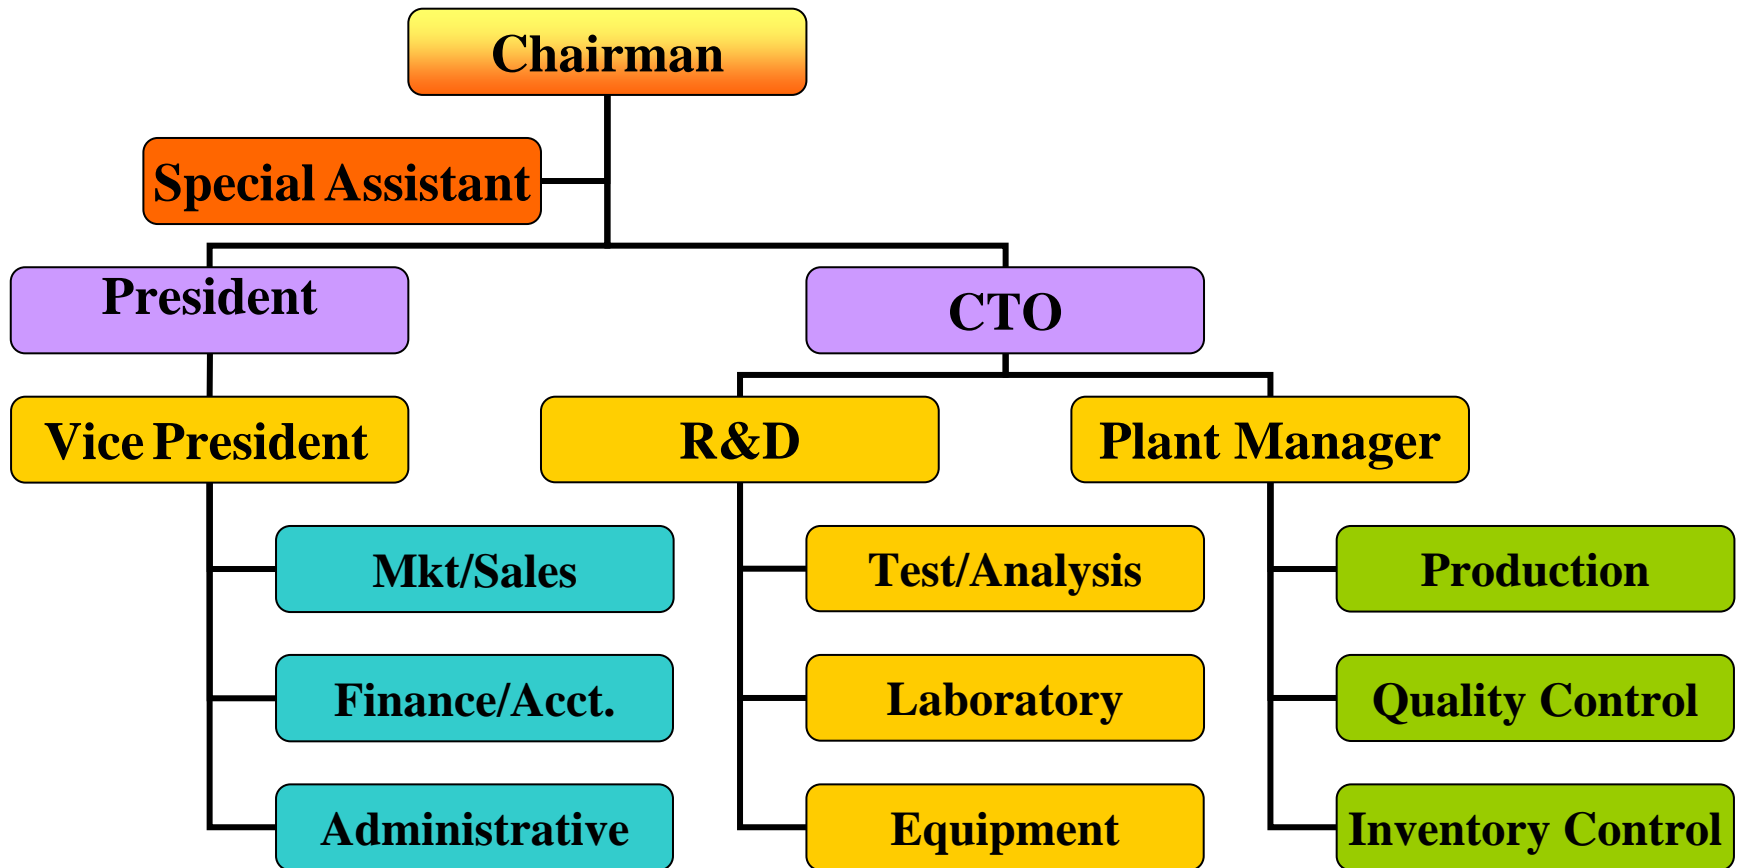 Chairman
Special Assistant
President
CTO
Vice President
R&D
Plant Manager
Mkt/Sales
Test/Analysis
Production
Finance/Acct.
Laboratory
Quality Control
Administrative
Equipment
Inventory Control